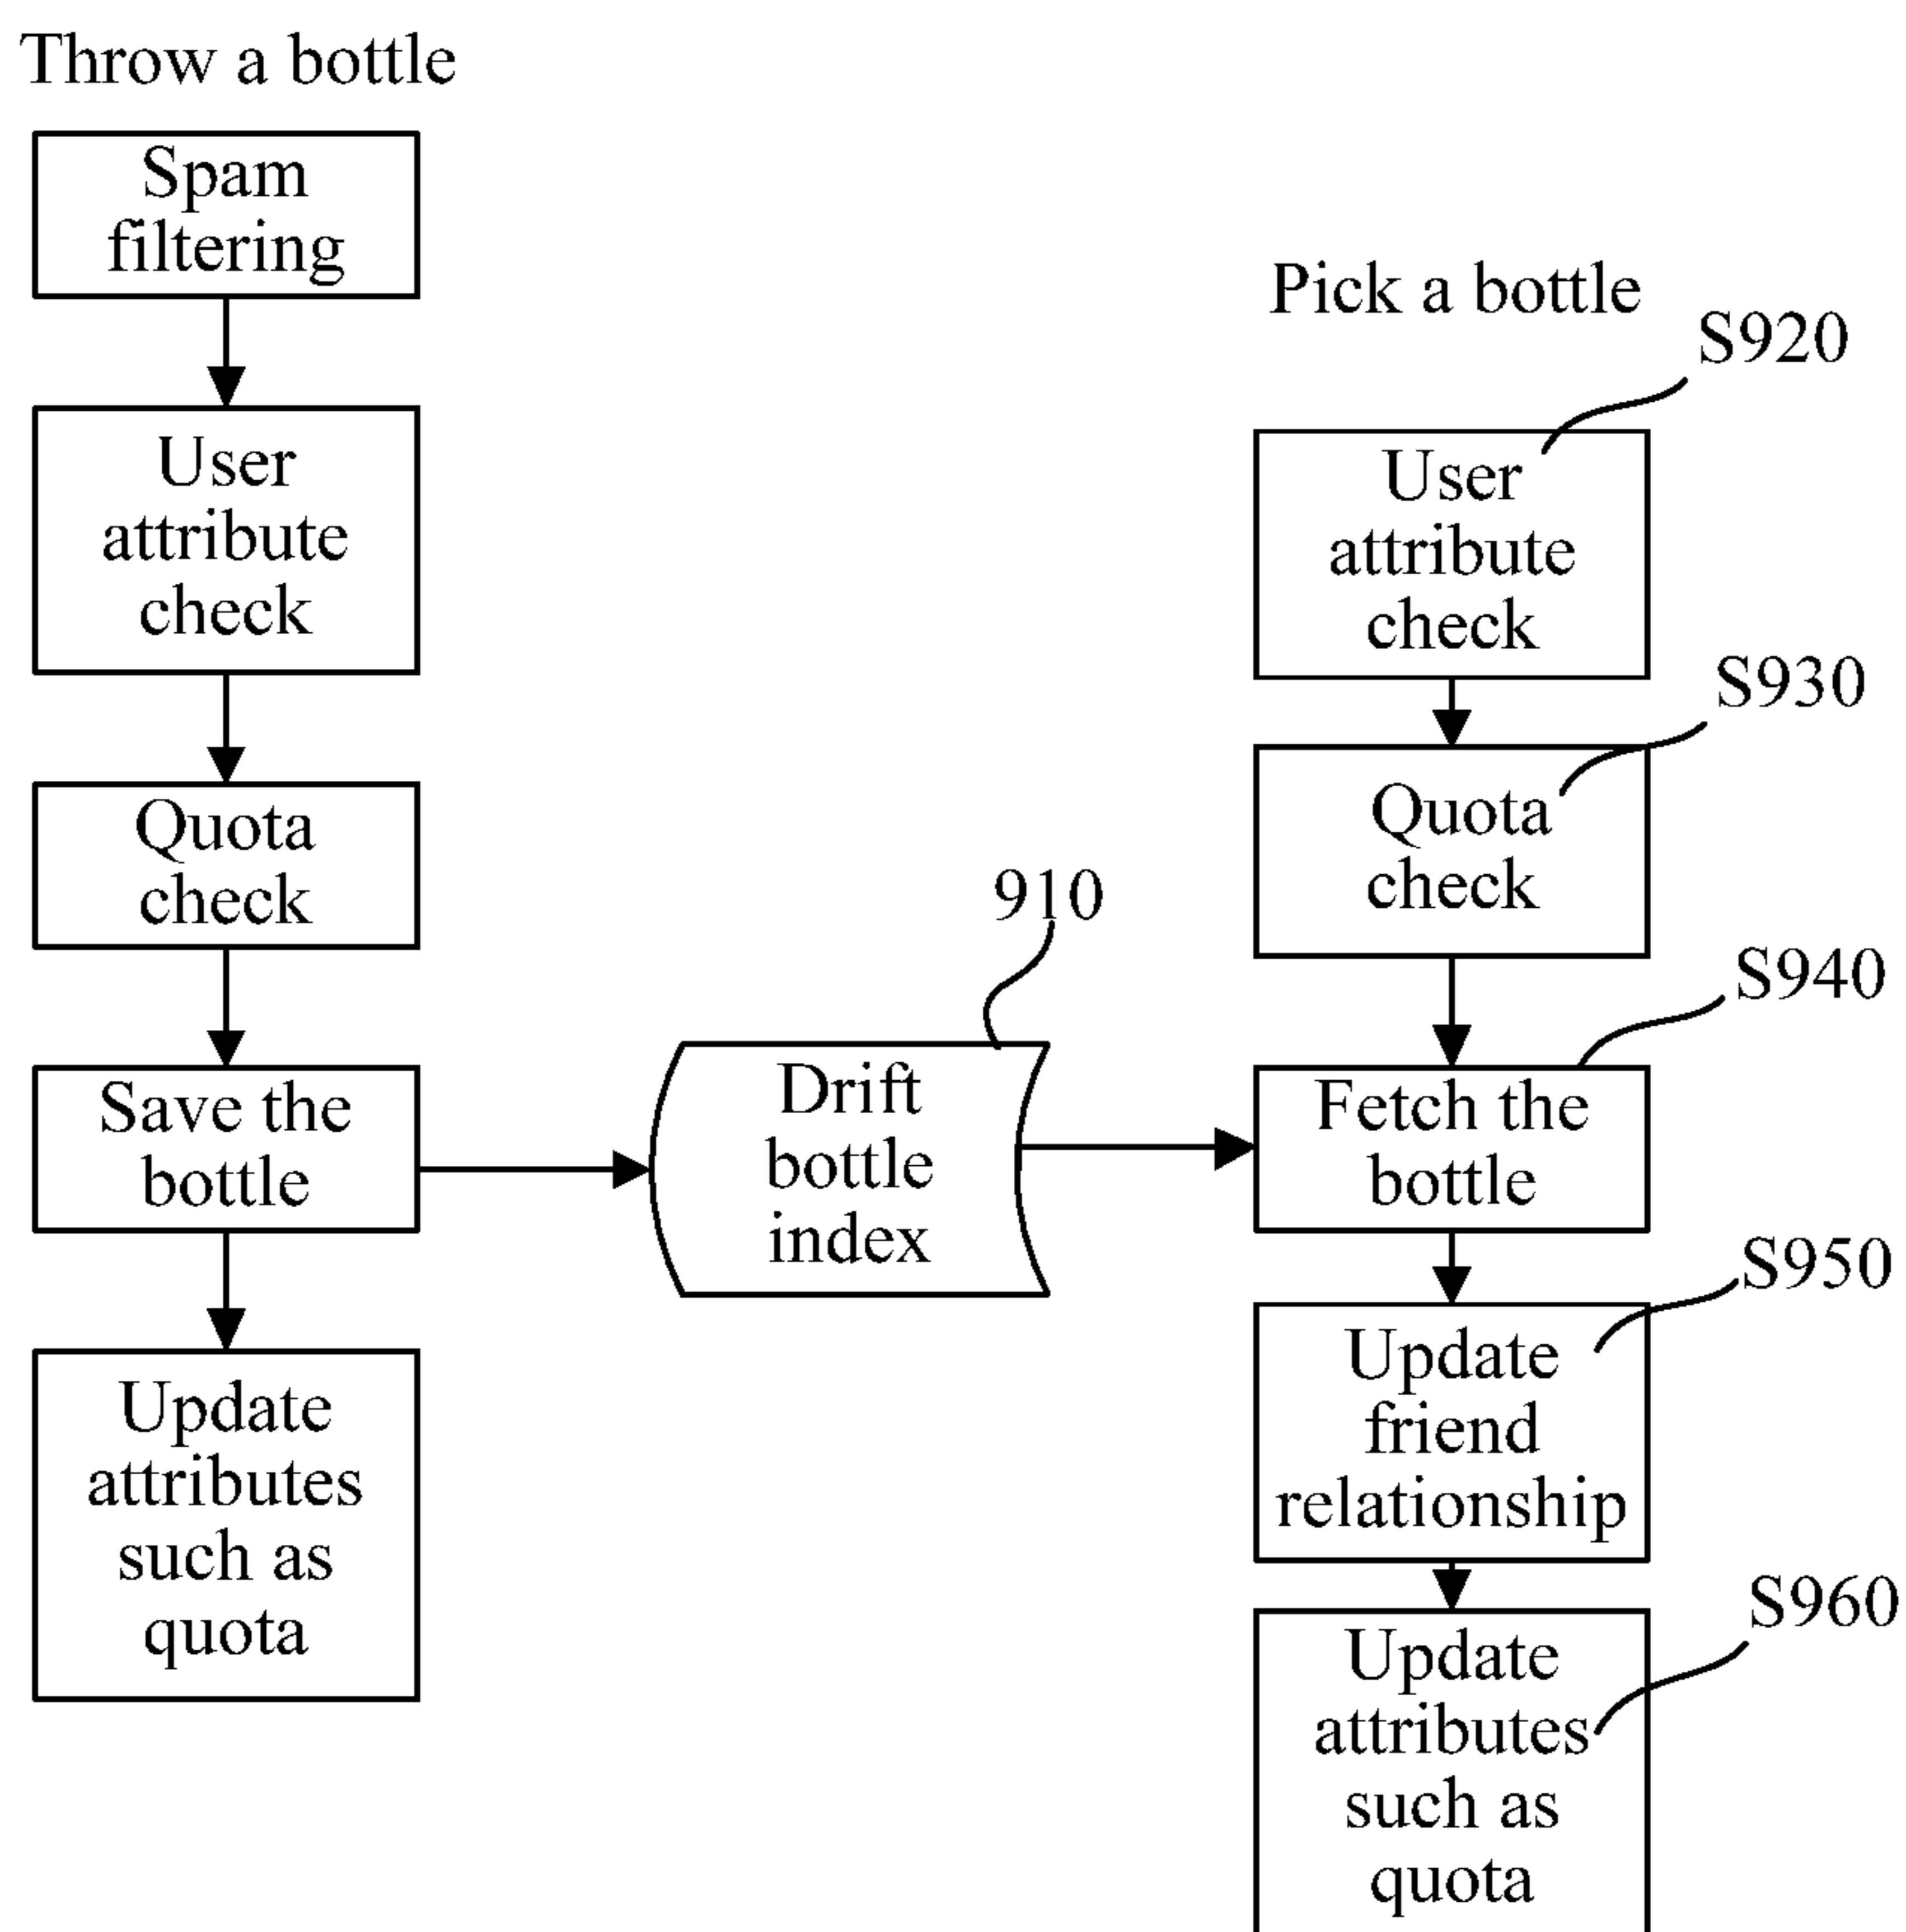 Throw a bottle
Spam
filtering
User
attribute
check
Quota
check
Save the
bottle
Update
attributes
such as
quota
910
Drift
bottle
index
Pick a bottle
S920
User
attribute
check
S930
Quota
check
S940
Fetch the
bottle
S950
Update
friend
relationship
S960
Update
attributes
such as
quota